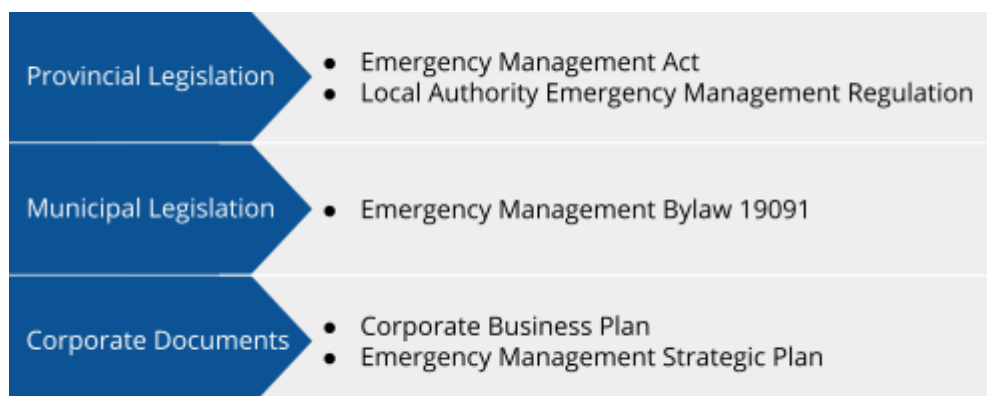 Provincial Legislation
● Emergency Management Act
● Local Authority Emergency Management Regulation
Municipal Legislation
● Emergency Management Bylaw 19091
Corporate Documents
● Corporate Business Plan
● Emergency Management Strategic Plan